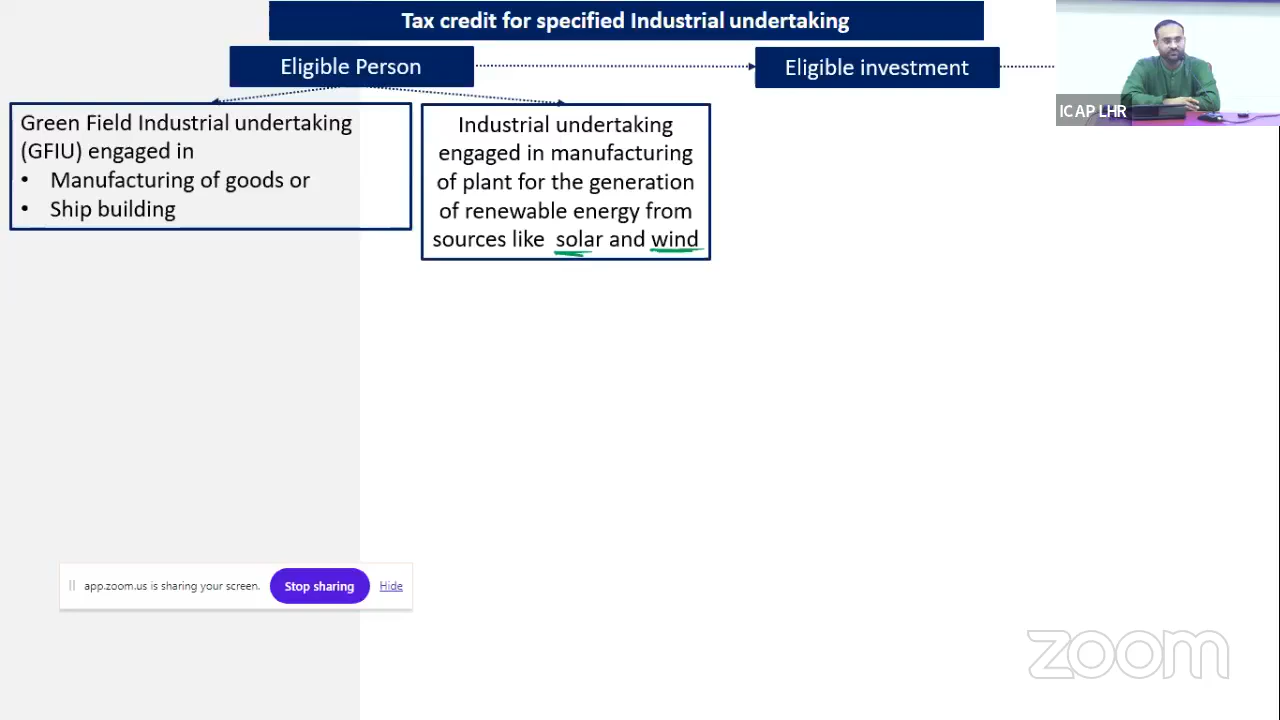 Tax credit for specified Industrial undertaking
Eligible Person
Eligible investment
ICAP LHR
Green Field Industrial undertaking
(GFIU) engaged in
• Manufacturing of goods or
• Ship building
Industrial undertaking
engaged in manufacturing
of plant for the generation
of renewable energy from
sources like solar and wind
app.zoom.us is sharing your screen.
Stop sharing
Hide
zoom